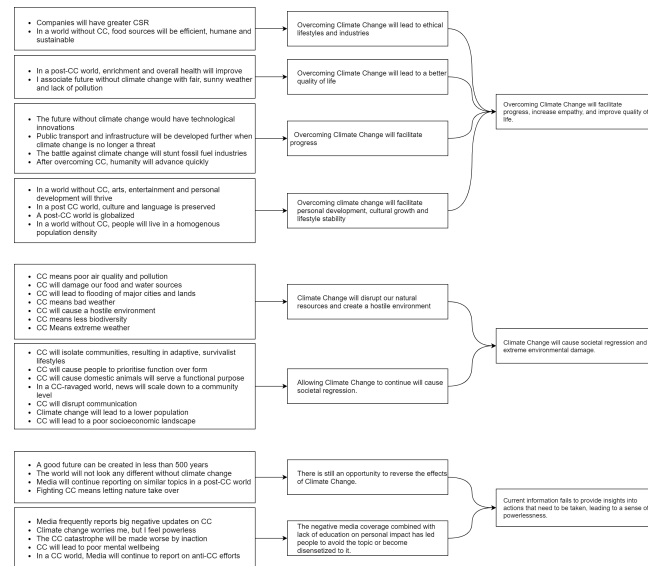 • Companies will have greater CSR
• In a world without CC, food sources will be efficient, humane and
sustainable
Overcoming Climate Change will lead to ethical
lifestyles and industries
• In a post-CC world, enrichment and overall health will improve
• I associate future without climate change with fair, sunny weather
and lack of pollution
Overcoming Climate Change will lead to a better
quality of life
• The future without climate change would have technological
innovations
• Public transport and infrastructure will be developed further when
climate change is no longer a threat
• The battle against climate change will stunt fossil fuel industries
• After overcoming CC, humanity will advance quickly
Overcoming Climate Change will facilitate
progress
• In a world without CC, arts, entertainment and personal
development will thrive
• In a post CC world, culture and language is preserved
• A post-CC world is globalized
• In a world without CC, people will live in a homogenous
population density
Overcoming climate change will facilitate
personal development, cultural growth and
lifestyle stability
Overcoming Climate Change will facilitate
progress, increase empathy, and improve quality of
life.
• CC means poor air quality and pollution
• CC will damage our food and water sources
• CC will lead to flooding of major cities and lands
• CC means bad weather
• CC will cause a hostile environment
• CC means less biodiversity
• CC Means extreme weather
Climate Change will disrupt our natural
resources and create a hostile environment
• CC will isolate communities, resulting in adaptive, survivalist
lifestyles
• CC will cause people to prioritise function over form
• CC will cause domestic animals will serve a functional purpose
• In a CC-ravaged world, news will scale down to a community
level
• CC will disrupt communication
• Climate change will lead to a lower population
• CC will lead to a poor socioeconomic landscape
Allowing Climate Change to continue will cause
societal regression.
Climate Change will cause societal regression and
extreme environmental damage.
• A good future can be created in less than 500 years
• The world will not look any different without climate change
• Media will continue reporting on similar topics in a post-CC world
• Fighting CC means letting nature take over
There is still an opportunity to reverse the effects
of Climate Change.
• Media frequently reports big negative updates on CC
• Climate change worries me, but I feel powerless
• The CC catastrophe will be made worse by inaction
• CC will lead to poor mental wellbeing
• In a CC world, Media will continue to report on anti-CC efforts
The negative media coverage combined with
lack of education on personal impact has led
people to avoid the topic or become
disensetized to it.
Current information fails to provide insights into
actions that need to be taken, leading to a sense of
powerlessness.